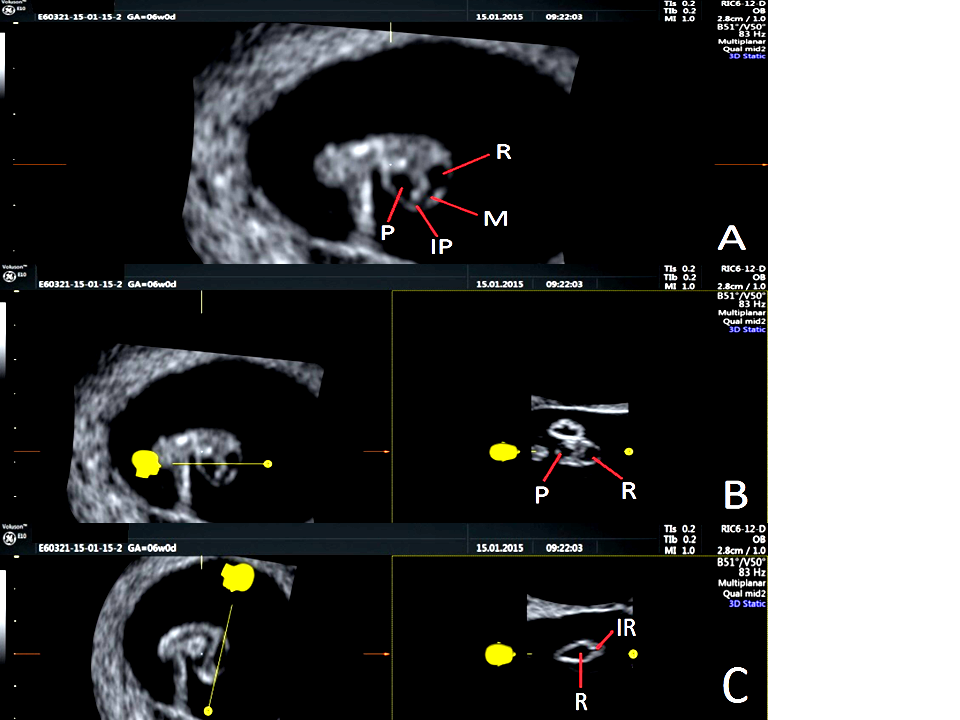 Voluson
E10
E60321-15-01-15-2 GA=06w0d
15.01.2015 09:22:03
TIs 0.2
TIb 0.2
MI 1.0
RIC6-12-D
OB
2.8cm / 1.0
B51°/V50°
83 Hz
Multiplanar
Qual mid2
3D Static
R
M
P
IP
A
Voluson
E10
E60321-15-01-15-2 GA=06w0d
15.01.2015 09:22:03
TIs 0.2
TIb 0.2
MI 1.0
RIC6-12-D
OB
2.8cm / 1.0
B51°/V50°
83 Hz
Multiplanar
Qual mid2
3D Static
P
R
B
Voluson
E10
E60321-15-01-15-2 GA=06w0d
15.01.2015 09:22:03
TIs 0.2
TIb 0.2
MI 1.0
RIC6-12-D
OB
2.8cm / 1.0
B51°/V50°
83 Hz
Multiplanar
Qual mid2
3D Static
IR
R
C